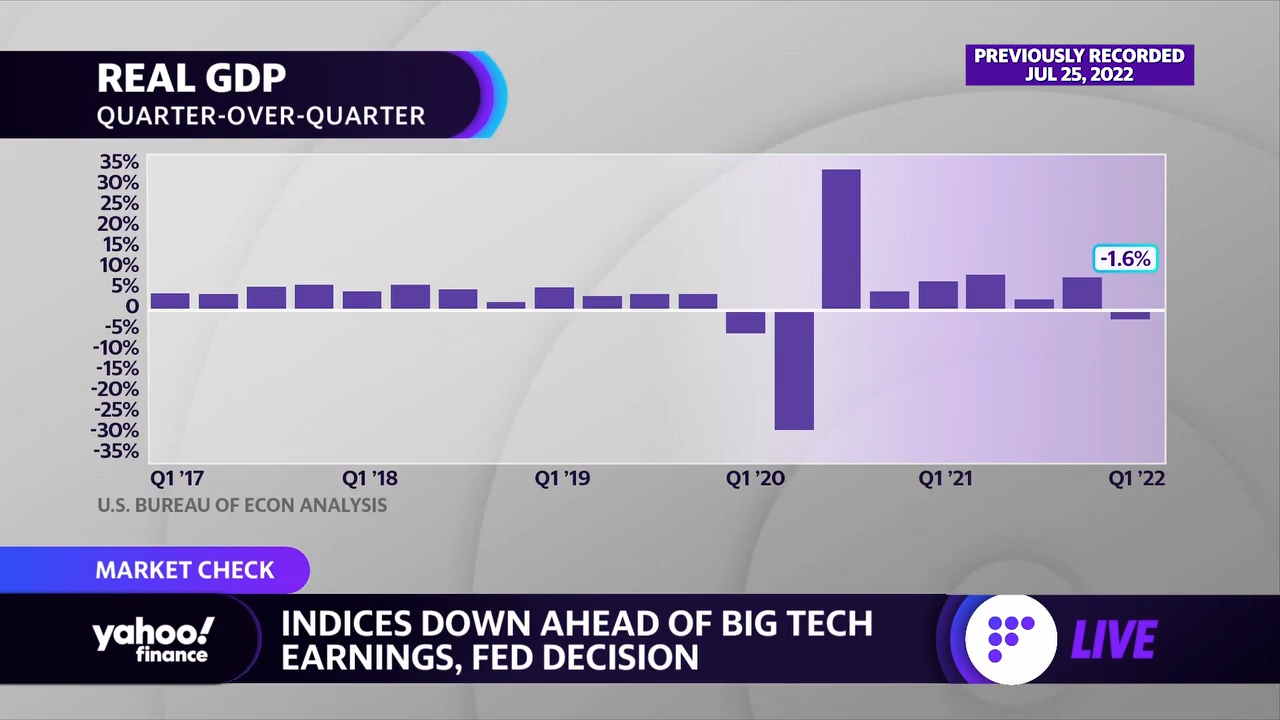 REAL GDP
QUARTER-OVER-QUARTER
PREVIOUSLY RECORDED
JUL 25, 2022
35%
30%
25%
20%
15%
10%
5%
0
-5%
-10%
-15%
-20%
-25%
-30%
-35%
-1.6%
Q1 ’17 Q1 ’18 Q1 ’19 Q1 ’20 Q1 ’21 Q1 ’22
U.S. BUREAU OF ECON ANALYSIS
MARKET CHECK
yahoo!
finance
INDICES DOWN AHEAD OF BIG TECH
EARNINGS, FED DECISION
LIVE